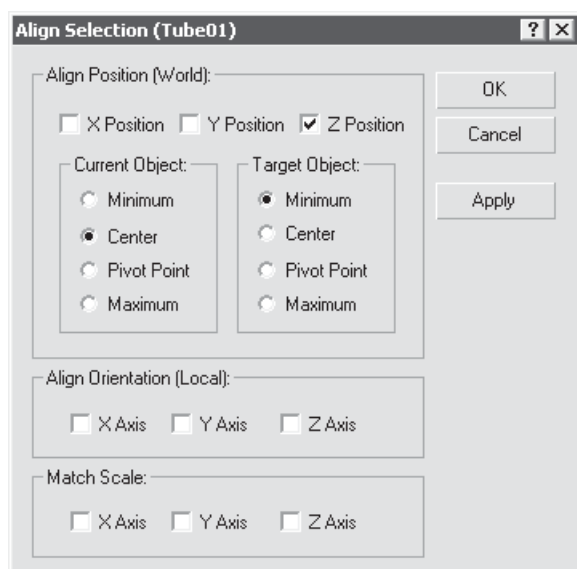 Align Selection (Tube01)
Align Position (World):
X Position Y Position Z Position
Current Object:
Minimum
Center
Pivot Point
Maximum
Target Object:
Minimum
Center
Pivot Point
Maximum
Align Orientation (Local):
X Axis Y Axis Z Axis
Match Scale:
X Axis Y Axis Z Axis
OK
Cancel
Apply